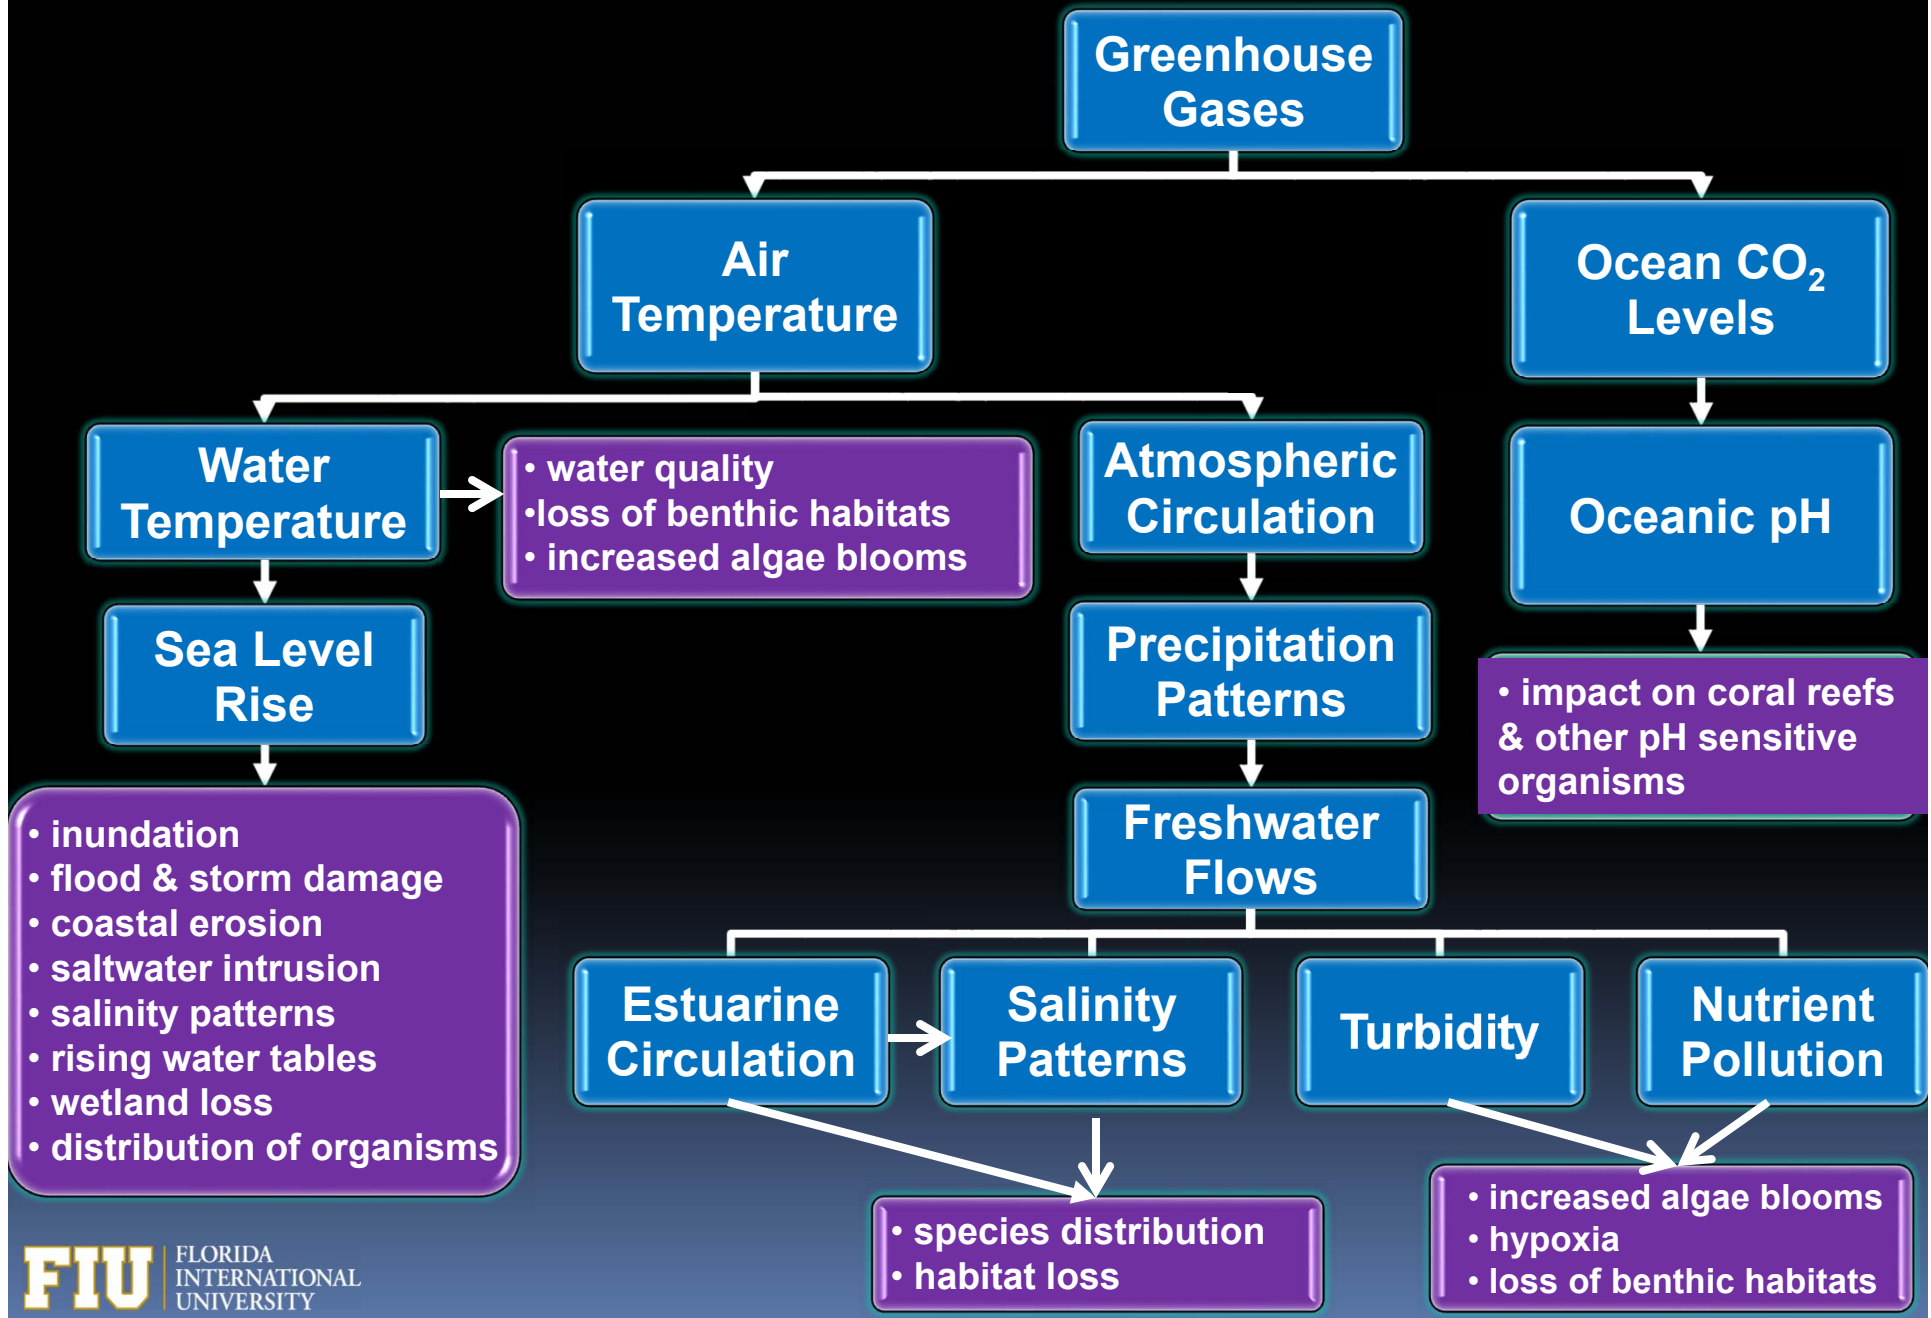 Greenhouse
Gases
Air
Temperature
Ocean CO₂
Levels
Water
Temperature
• water quality
•loss of benthic habitats
• increased algae blooms
Atmospheric
Circulation
Oceanic pH
Sea Level
Rise
Precipitation
Patterns
• impact on coral reefs
& other pH sensitive
organisms
• inundation
• flood & storm damage
• coastal erosion
• saltwater intrusion
• salinity patterns
• rising water tables
• wetland loss
• distribution of organisms
Freshwater
Flows
Estuarine
Circulation
Salinity
Patterns
Turbidity
Nutrient
Pollution
• species distribution
• habitat loss
• increased algae blooms
• hypoxia
• loss of benthic habitats
FIU
FLORIDA
INTERNATIONAL
UNIVERSITY